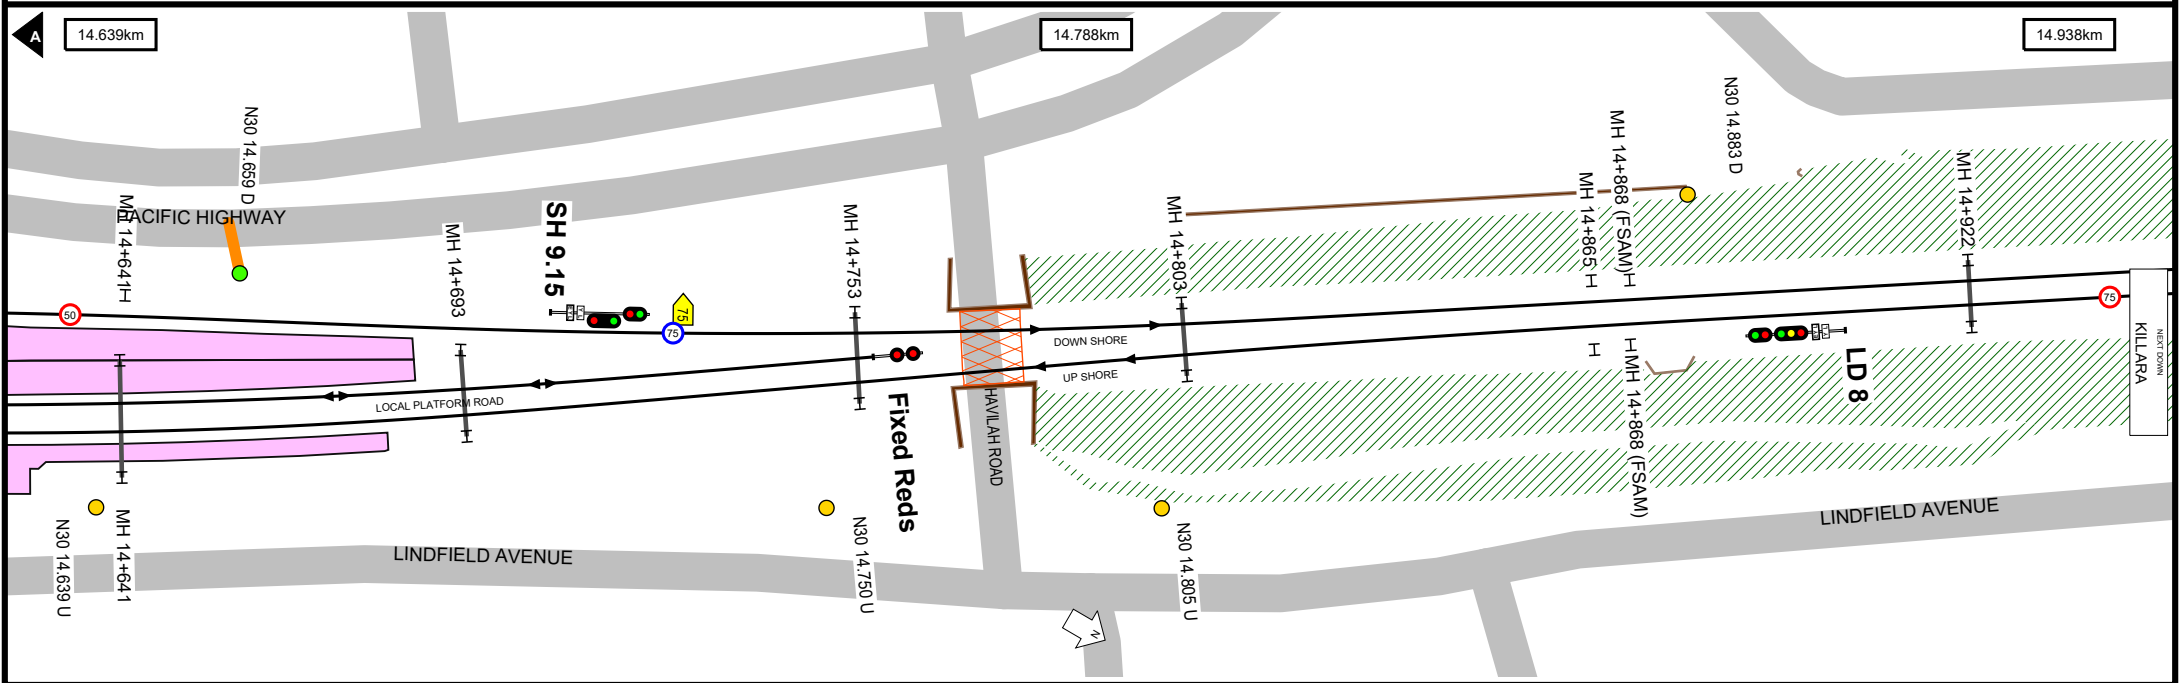 A
14.639km
14.788km
14.938km
N30 14.659 D
N30 14.883 D
MH 14+868 (FSAM)
MH 14+922
MH 14+641
PACIFIC HIGHWAY
MH 14+693
SH 9.15
MH 14+753
MH 14+803
MH 14+865
50
75
75
75
DOWN SHORE
UP SHORE
LOCAL PLATFORM ROAD
Fixed Reds
HAVILAH ROAD
MH 14+868 (FSAM)
LD 8
NEXT DOWN
KILLARA
N30 14.639 U
MH 14+641
LINDFIELD AVENUE
N30 14.750 U
N30 14.805 U
LINDFIELD AVENUE
N